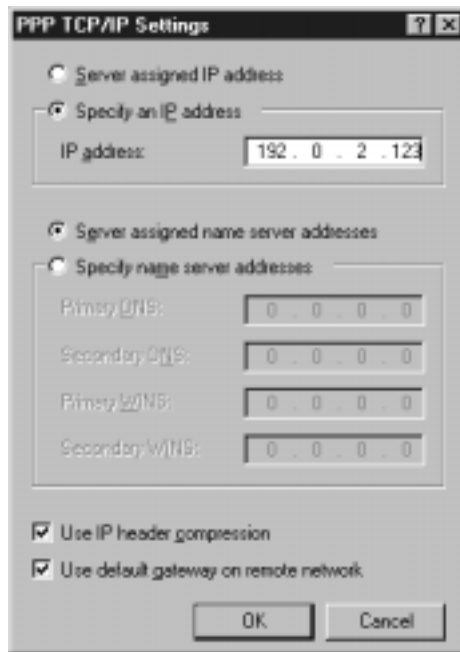 PPP TCP/IP Settings
Server assigned IP address
Specify an IP address
IP address: 192 . 0 . 2 . 123
Server assigned name server addresses
Specify name server addresses
Primary DNS: 0 . 0 . 0 . 0
Secondary DNS: 0 . 0 . 0 . 0
Primary WINS: 0 . 0 . 0 . 0
Secondary WINS: 0 . 0 . 0 . 0
Use IP header compression
Use default gateway on remote network
OK Cancel